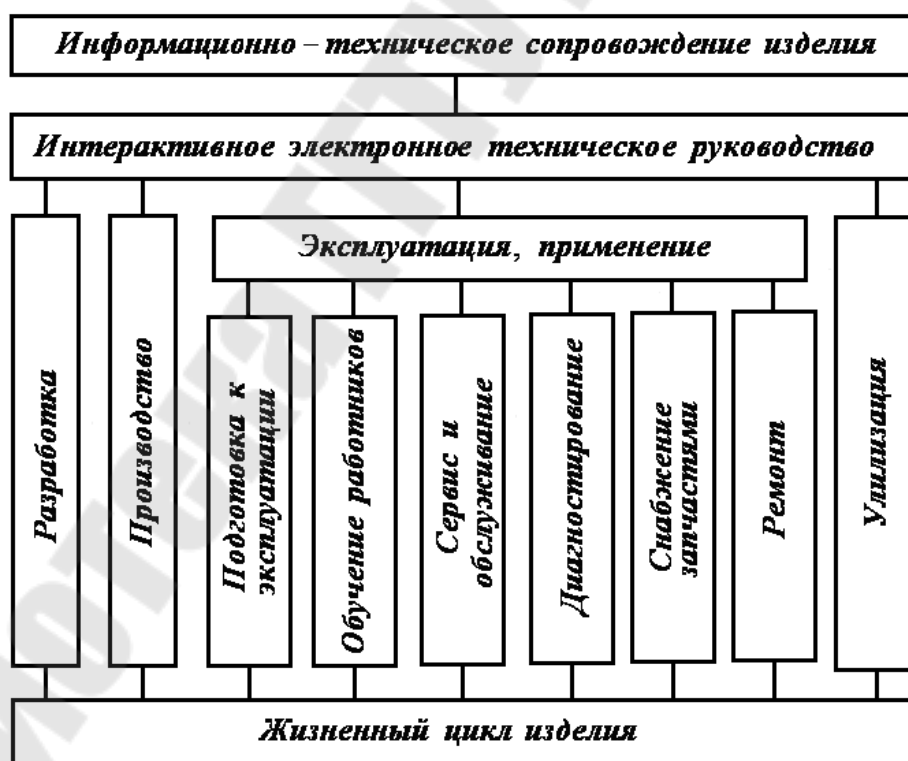 Информационно – техническое сопровождение изделия
Интерактивное электронное техническое руководство
Эксплуатация, применение
Разработка
Производство
Подготовка к
эксплуатации
Обучение работников
Сервис и
обслуживание
Диагностирование
Снабжение
запчастями
Ремонт
Улилизация
Жизненный цикл изделия